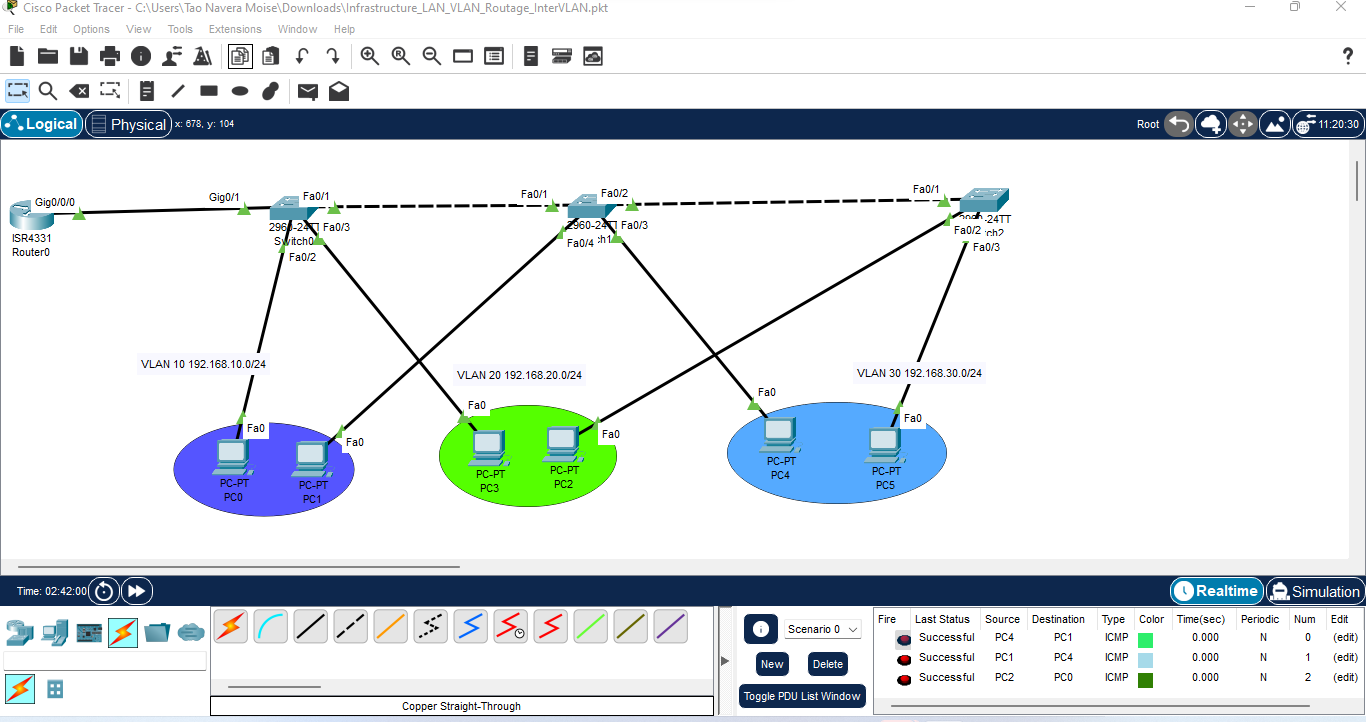 Cisco Packet Tracer - C:\Users\Tao Navera Moise\Downloads\Infrastructure_LAN_VLAN_Routage_InterVLAN.pkt
File Edit Options View Tools Extensions Window Help
Logical Physical x: 678, y: 104 Root 11:20:30
Gig0/0/0
ISR4331
Router0
Gig0/1
Fa0/1
2960-24TT
Switch0
Fa0/3
Fa0/2
Fa0/1
Fa0/2
2960-24TT
Fa0/3
Fa0/4
Fa0/1
Fa0/2
Fa0/3
VLAN 10 192.168.10.0/24
VLAN 20 192.168.20.0/24
VLAN 30 192.168.30.0/24
Fa0
PC-PT
PC0
Fa0
PC-PT
PC1
Fa0
PC-PT
PC3
Fa0
PC-PT
PC2
Fa0
PC-PT
PC4
Fa0
PC-PT
PC5
Time: 02:42:00 Realtime Simulation
Copper Straight-Through
Scenario 0
New Delete
Toggle PDU List Window
Fire Last Status Source Destination Type Color Time(sec) Periodic Num Edit
Successful PC4 PC1 ICMP 0.000 N 0 (edit)
Successful PC1 PC4 ICMP 0.000 N 1 (edit)
Successful PC2 PC0 ICMP 0.000 N 2 (edit)